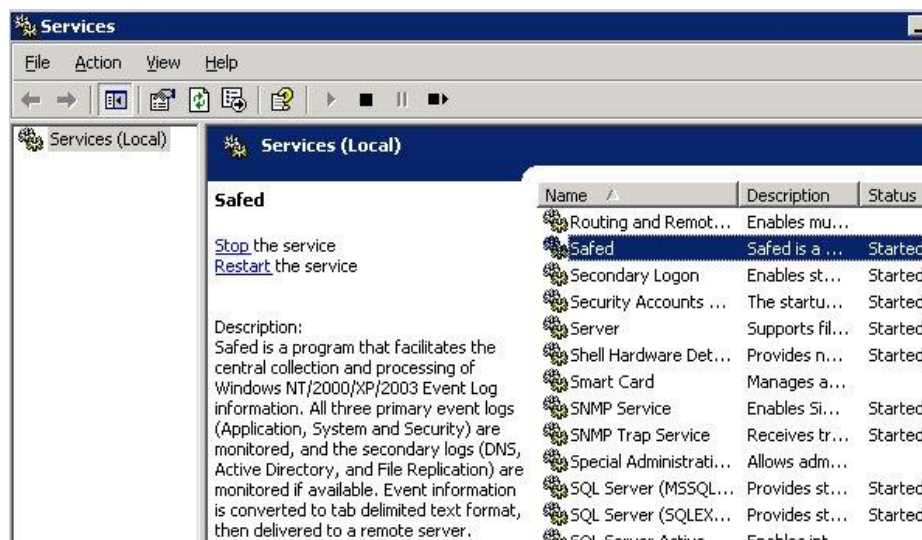 Services
File Action View Help
Services (Local)
Services (Local)
Safed
Stop the service
Restart the service
Description:
Safed is a program that facilitates the
central collection and processing of
Windows NT/2000/XP/2003 Event Log
information. All three primary event logs
(Application, System and Security) are
monitored, and the secondary logs (DNS,
Active Directory, and File Replication) are
monitored if available. Event information
is converted to tab delimited text format,
then delivered to a remote server.
Name Description Status
Routing and Remot... Enables mu...
Safed Safed is a ... Started
Secondary Logon Enables st... Started
Security Accounts ... The startu... Started
Server Supports fil... Started
Shell Hardware Det... Provides n... Started
Smart Card Manages a...
SNMP Service Enables Si... Started
SNMP Trap Service Receives tr... Started
Special Administrati... Allows adm...
SQL Server (MSSQL... Provides st... Started
SQL Server (SQLEX... Provides st... Started
SQL Server Active Enables int